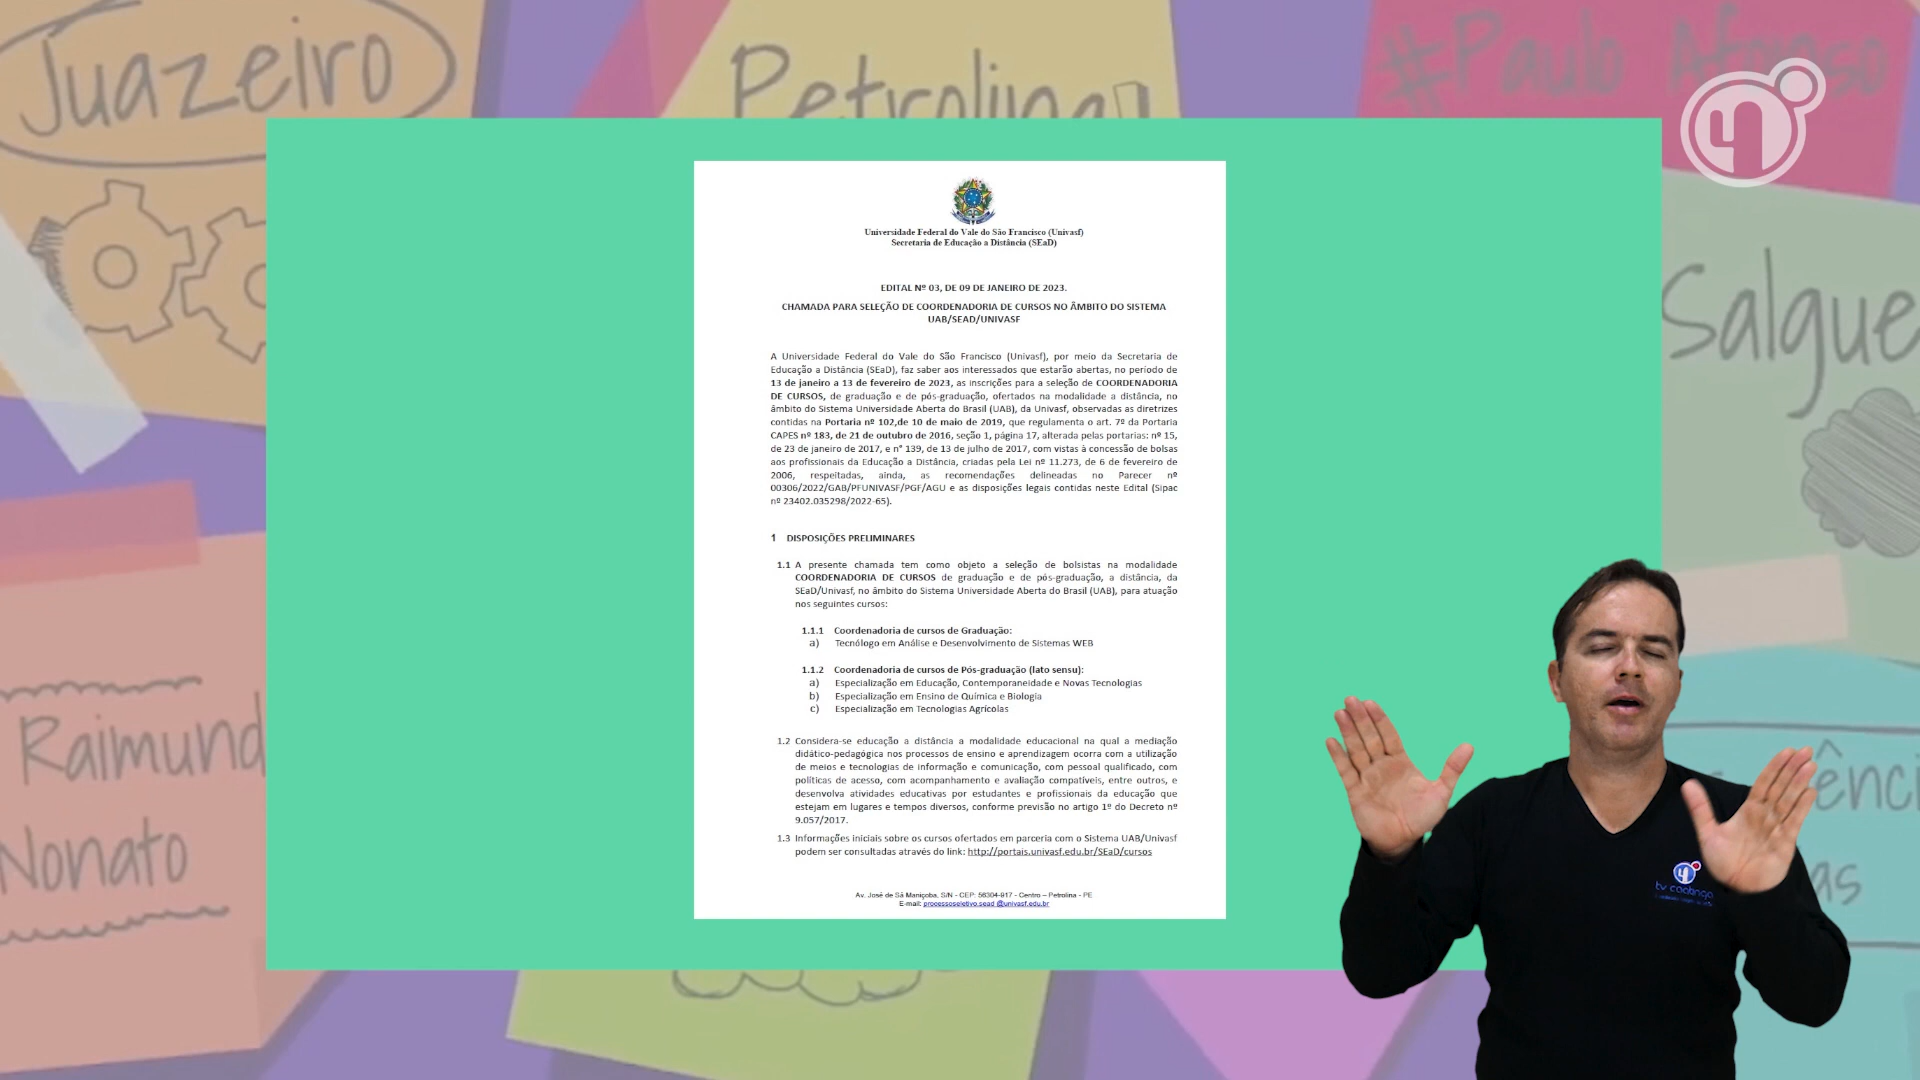 Juazeiro
Petrolina
#Paulo Afonso
Salgue
Raimund
Nonato
ênci
as
Universidade Federal do Vale do São Francisco (Univasf)
Secretaria de Educação a Distância (SEaD)
EDITAL Nº 03, DE 09 DE JANEIRO DE 2023.
CHAMADA PARA SELEÇÃO DE COORDENADORIA DE CURSOS NO ÂMBITO DO SISTEMA
UAB/SEAD/UNIVASF
A Universidade Federal do Vale do São Francisco (Univasf), por meio da Secretaria de
Educação a Distância (SEaD), faz saber aos interessados que estarão abertas, no período de
13 de janeiro a 13 de fevereiro de 2023, as inscrições para a seleção de COORDENADORIA
DE CURSOS, de graduação e de pós-graduação, ofertados na modalidade a distância, no
âmbito do Sistema Universidade Aberta do Brasil (UAB), da Univasf, observadas as diretrizes
contidas na Portaria nº 102,de 10 de maio de 2019, que regulamenta o art. 7º da Portaria
CAPES nº 183, de 21 de outubro de 2016, seção 1, página 17, alterada pelas portarias: nº 15,
de 23 de janeiro de 2017, e n° 139, de 13 de julho de 2017, com vistas à concessão de bolsas
aos profissionais da Educação a Distância, criadas pela Lei nº 11.273, de 6 de fevereiro de
2006, respeitadas, ainda, as recomendações delineadas no Parecer nº
00306/2022/GAB/PFUNIVASF/PGF/AGU e as disposições legais contidas neste Edital (Sipac
nº 23402.035298/2022-65).
1 DISPOSIÇÕES PRELIMINARES
1.1 A presente chamada tem como objeto a seleção de bolsistas na modalidade
COORDENADORIA DE CURSOS de graduação e de pós-graduação, a distância, da
SEaD/Univasf, no âmbito do Sistema Universidade Aberta do Brasil (UAB), para atuação
nos seguintes cursos:
1.1.1 Coordenadoria de cursos de Graduação:
a) Tecnólogo em Análise e Desenvolvimento de Sistemas WEB
1.1.2 Coordenadoria de cursos de Pós-graduação (lato sensu):
a) Especialização em Educação, Contemporaneidade e Novas Tecnologias
b) Especialização em Ensino de Química e Biologia
c) Especialização em Tecnologias Agrícolas
1.2 Considera-se educação a distância a modalidade educacional na qual a mediação
didático-pedagógica nos processos de ensino e aprendizagem ocorra com a utilização
de meios e tecnologias de informação e comunicação, com pessoal qualificado, com
políticas de acesso, com acompanhamento e avaliação compatíveis, entre outros, e
desenvolva atividades educativas por estudantes e profissionais da educação que
estejam em lugares e tempos diversos, conforme previsão no artigo 1º do Decreto nº
9.057/2017.
1.3 Informações iniciais sobre os cursos ofertados em parceria com o Sistema UAB/Univasf
podem ser consultadas através do link: http://portais.univasf.edu.br/SEaD/cursos
Av. José de Sá Maniçoba, S/N - CEP: 56304-917 - Centro – Petrolina - PE
E-mail: processoseletivo.sead @univasf.edu.br
tv caatinga